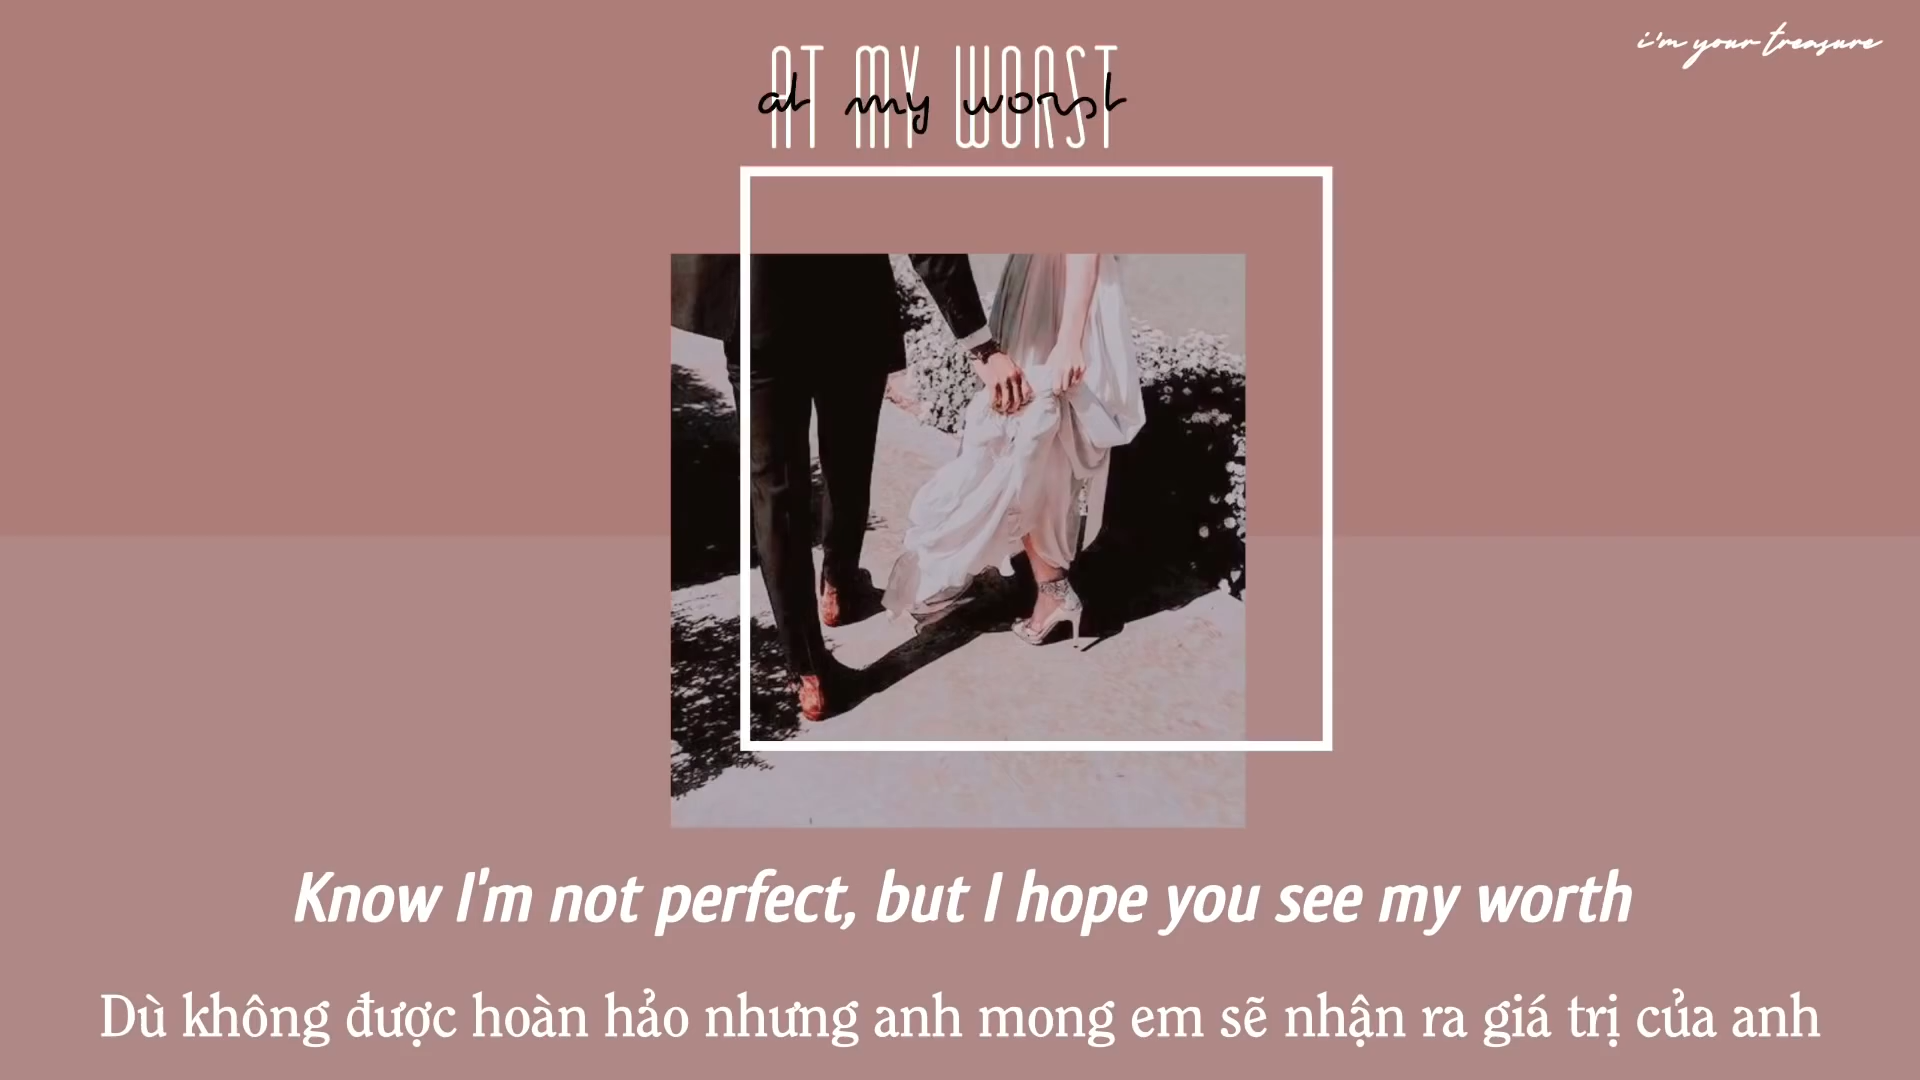 i'm your treasure
AT MY WORST
at my worst
Know I'm not perfect, but I hope you see my worth
Dù không được hoàn hảo nhưng anh mong em sẽ nhận ra giá trị của anh